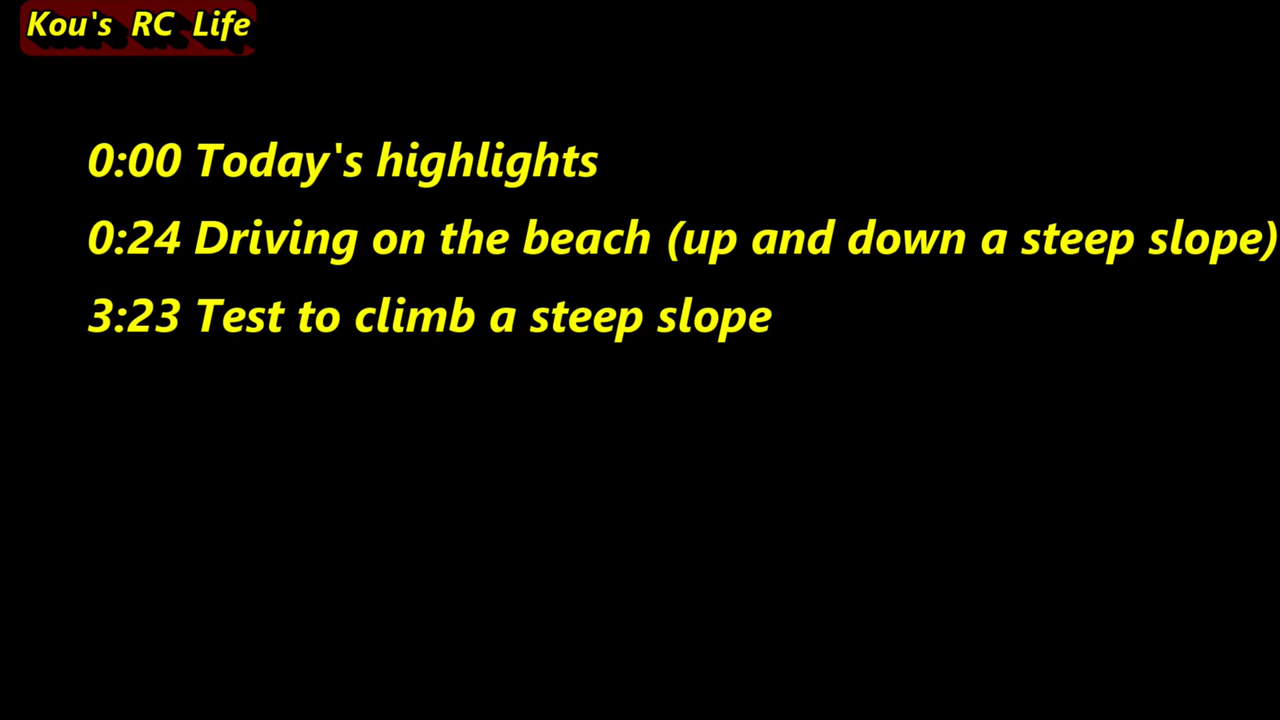 Kou's RC Life
0:00 Today's highlights
0:24 Driving on the beach (up and down a steep slope)
3:23 Test to climb a steep slope